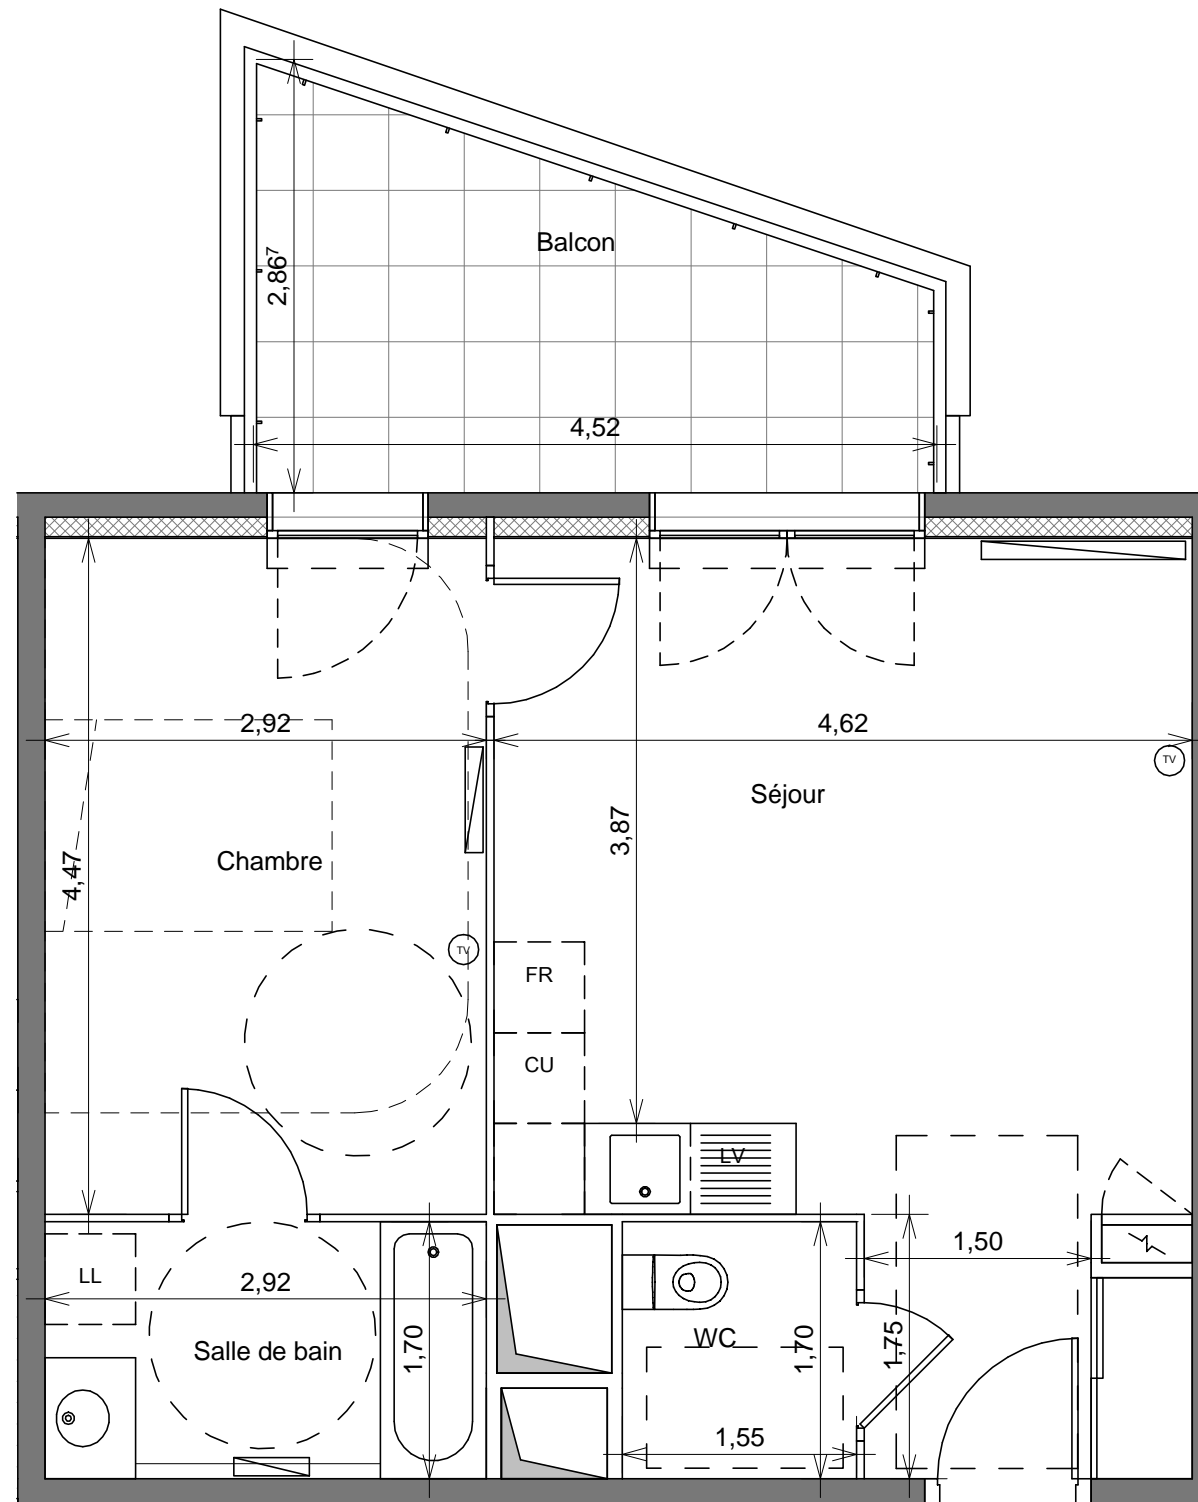 Balcon
2,86⁷
4,52
2,92
4,62
TV
Séjour
3,87
Chambre
4,47
TV
FR
CU
LV
1,50
LL
2,92
Salle de bain
1,70
WC
1,70
1,75
1,55